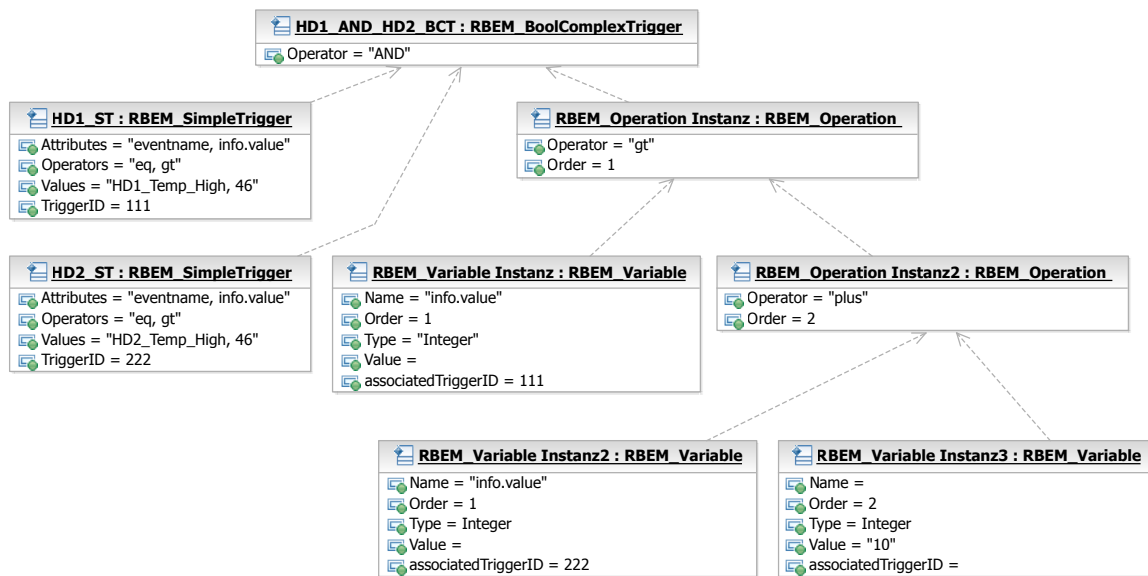 HD1_AND_HD2_BCT : RBEM_BoolComplexTrigger
Operator = "AND"
HD1_ST : RBEM_SimpleTrigger
Attributes = "eventname, info.value"
Operators = "eq, gt"
Values = "HD1_Temp_High, 46"
TriggerID = 111
RBEM_Operation Instanz : RBEM_Operation
Operator = "gt"
Order = 1
HD2_ST : RBEM_SimpleTrigger
Attributes = "eventname, info.value"
Operators = "eq, gt"
Values = "HD2_Temp_High, 46"
TriggerID = 222
RBEM_Variable Instanz : RBEM_Variable
Name = "info.value"
Order = 1
Type = "Integer"
Value =
associatedTriggerID = 111
RBEM_Operation Instanz2 : RBEM_Operation
Operator = "plus"
Order = 2
RBEM_Variable Instanz2 : RBEM_Variable
Name = "info.value"
Order = 1
Type = Integer
Value =
associatedTriggerID = 222
RBEM_Variable Instanz3 : RBEM_Variable
Name =
Order = 2
Type = Integer
Value = "10"
associatedTriggerID =